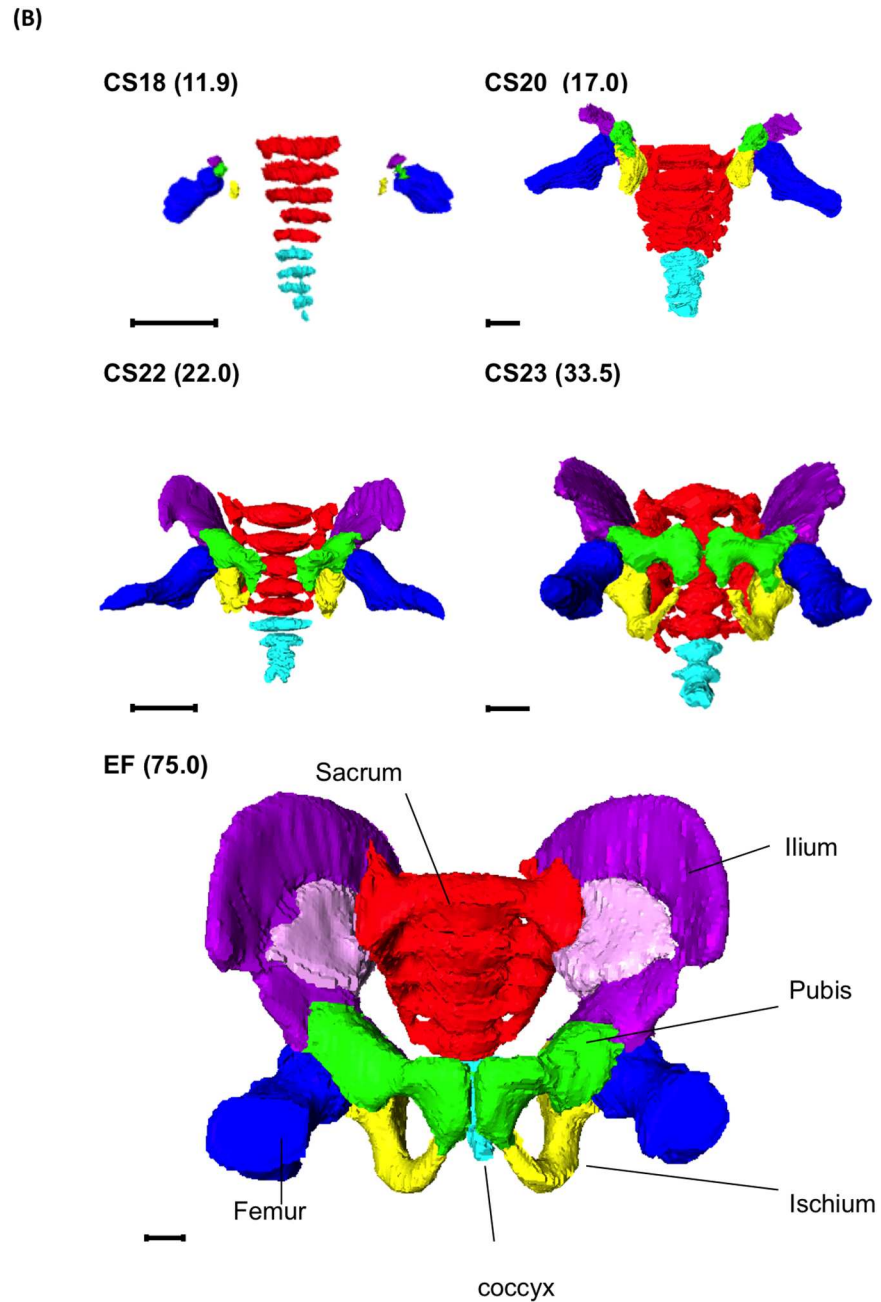 (B)
CS18 (11.9)
CS20 (17.0)
CS22 (22.0)
CS23 (33.5)
EF (75.0)
Sacrum
Ilium
Pubis
Femur
Ischium
coccyx